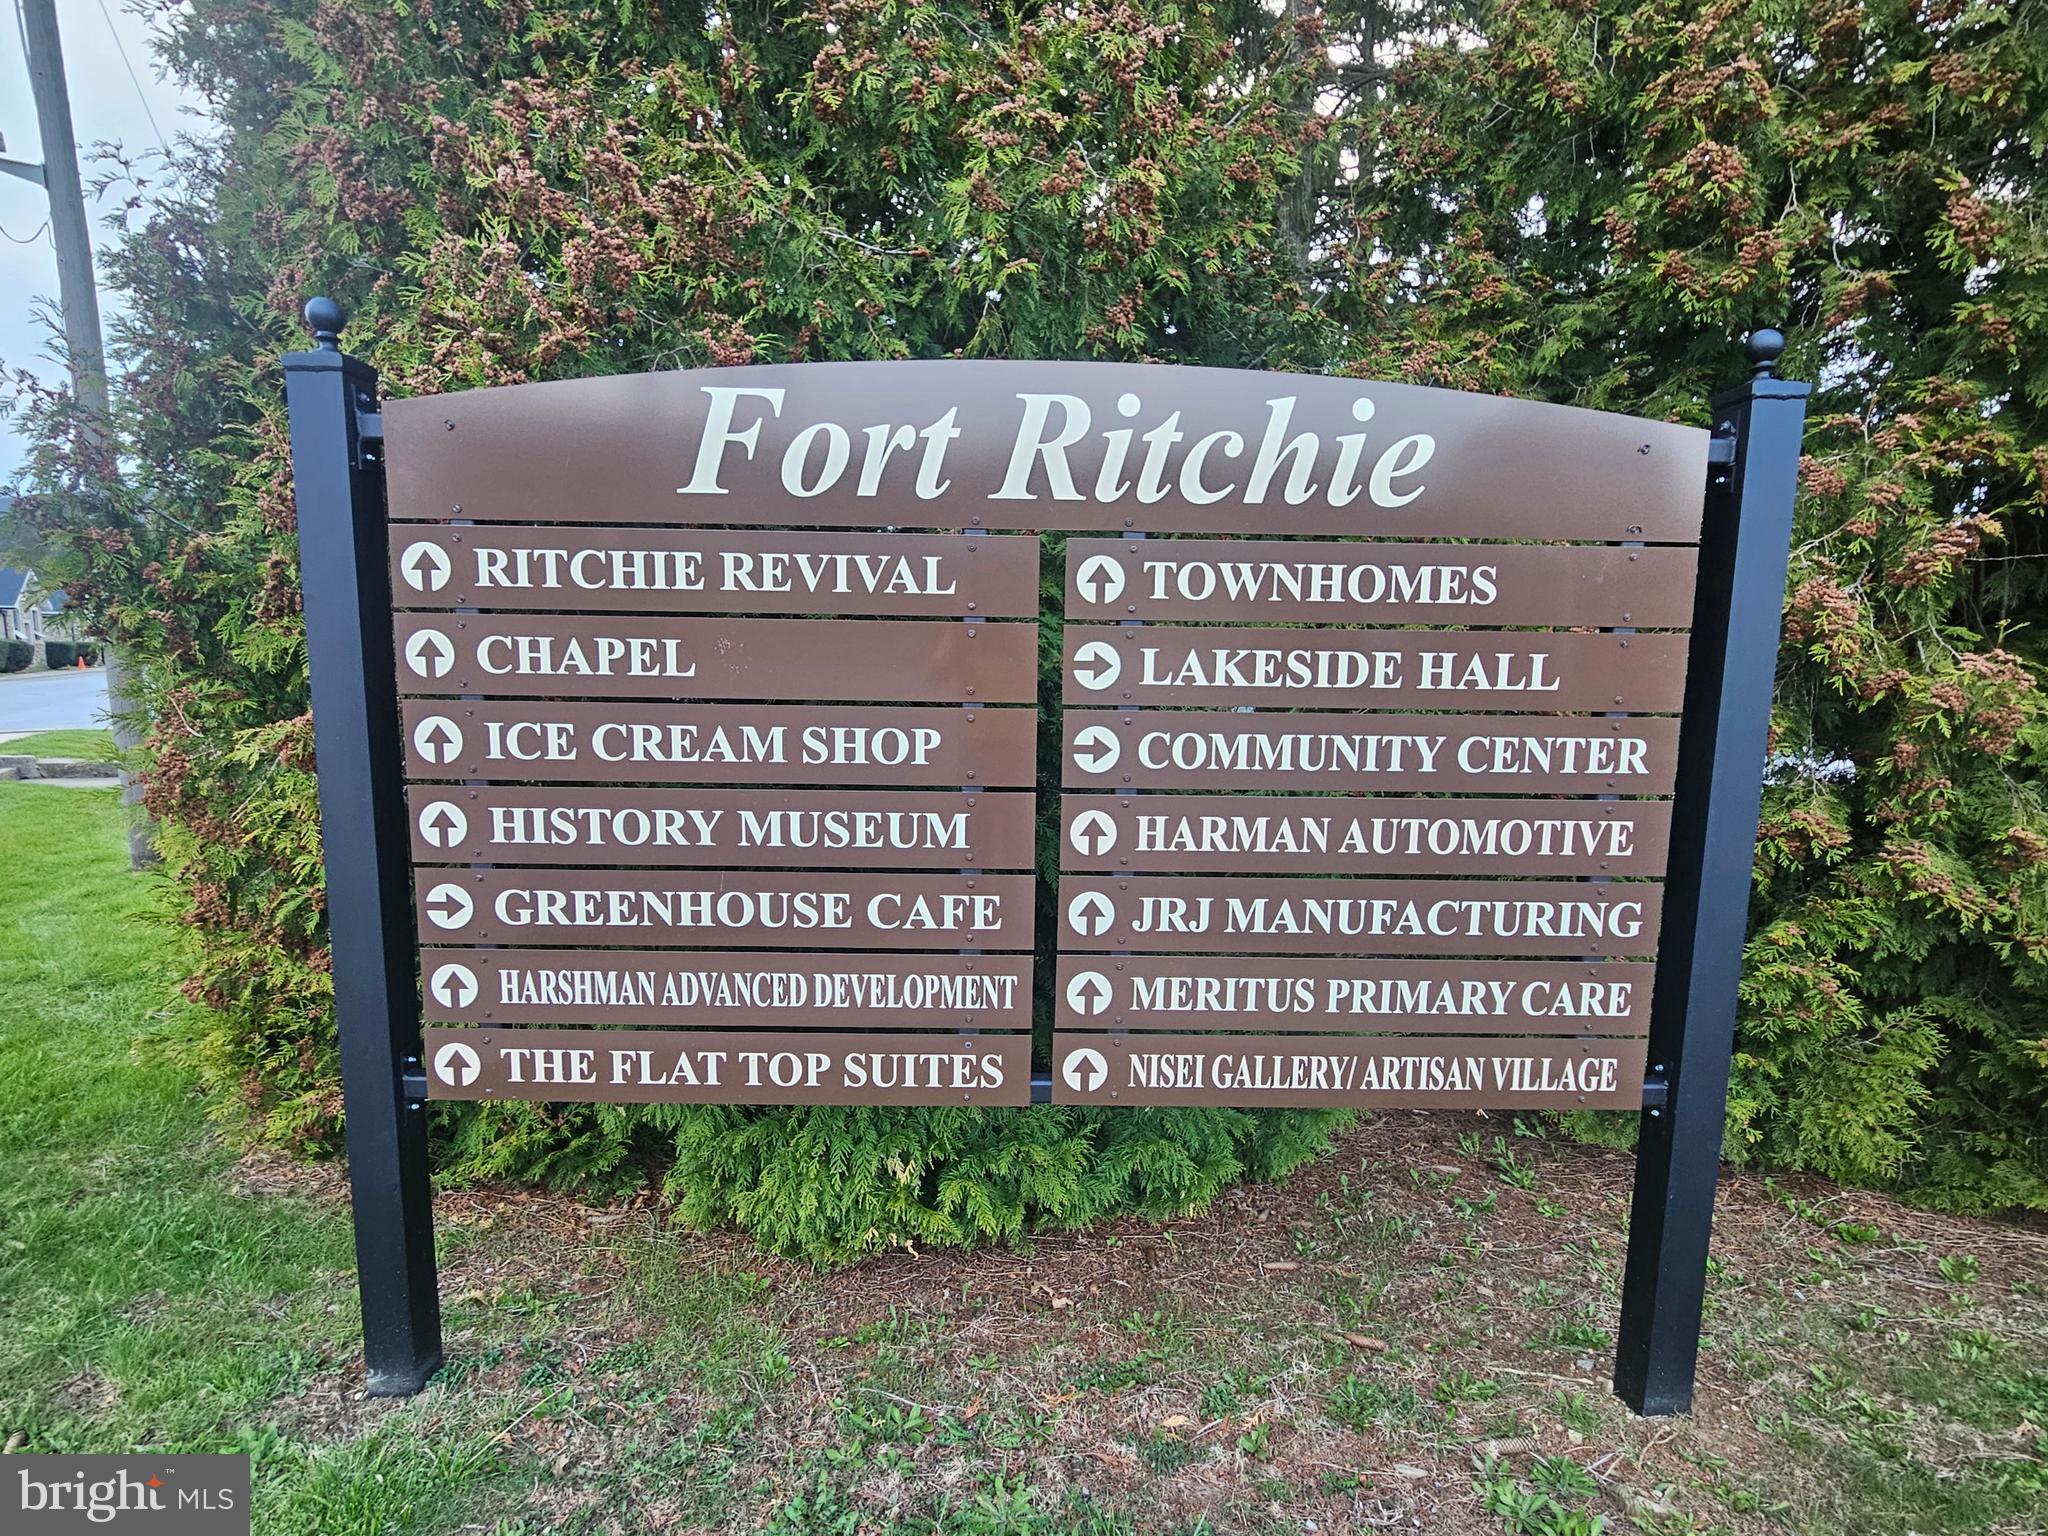 Fort Ritchie
RITCHIE REVIVAL
CHAPEL
ICE CREAM SHOP
HISTORY MUSEUM
GREENHOUSE CAFE
HARSHMAN ADVANCED DEVELOPMENT
THE FLAT TOP SUITES
TOWNHOMES
LAKESIDE HALL
COMMUNITY CENTER
HARMAN AUTOMOTIVE
JRJ MANUFACTURING
MERITUS PRIMARY CARE
NISEI GALLERY/ ARTISAN VILLAGE
bright™ MLS